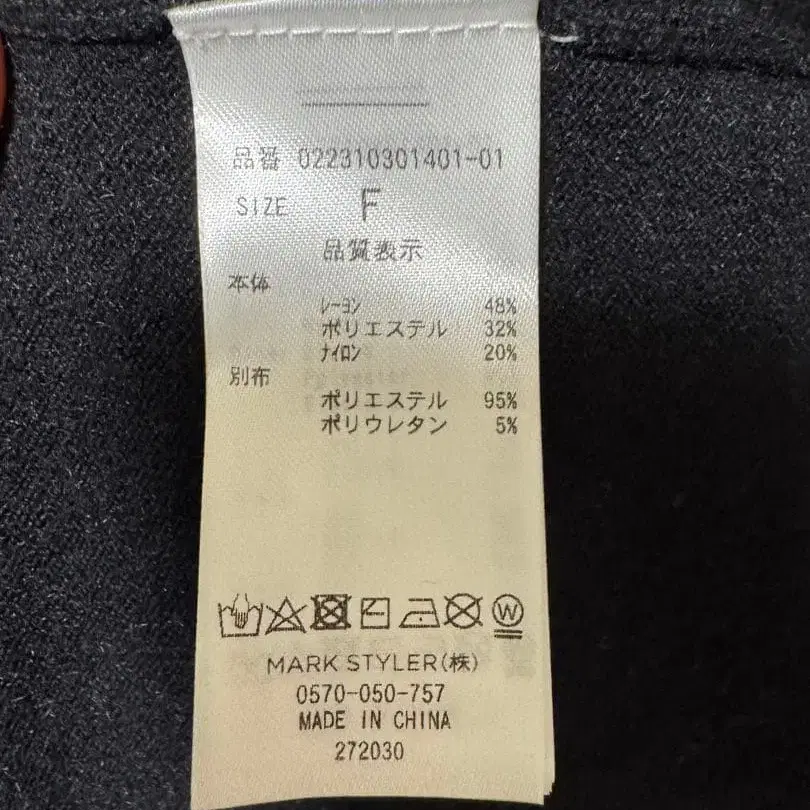 品番 022310301401-01
SIZE F
品質表示
本体
ﾚｰﾖﾝ 48%
ポリエステル 32%
ﾅｲﾛﾝ 20%
別布
ポリエステル 95%
ポリウレタン 5%
W
MARK STYLER(株)
0570-050-757
MADE IN CHINA
272030